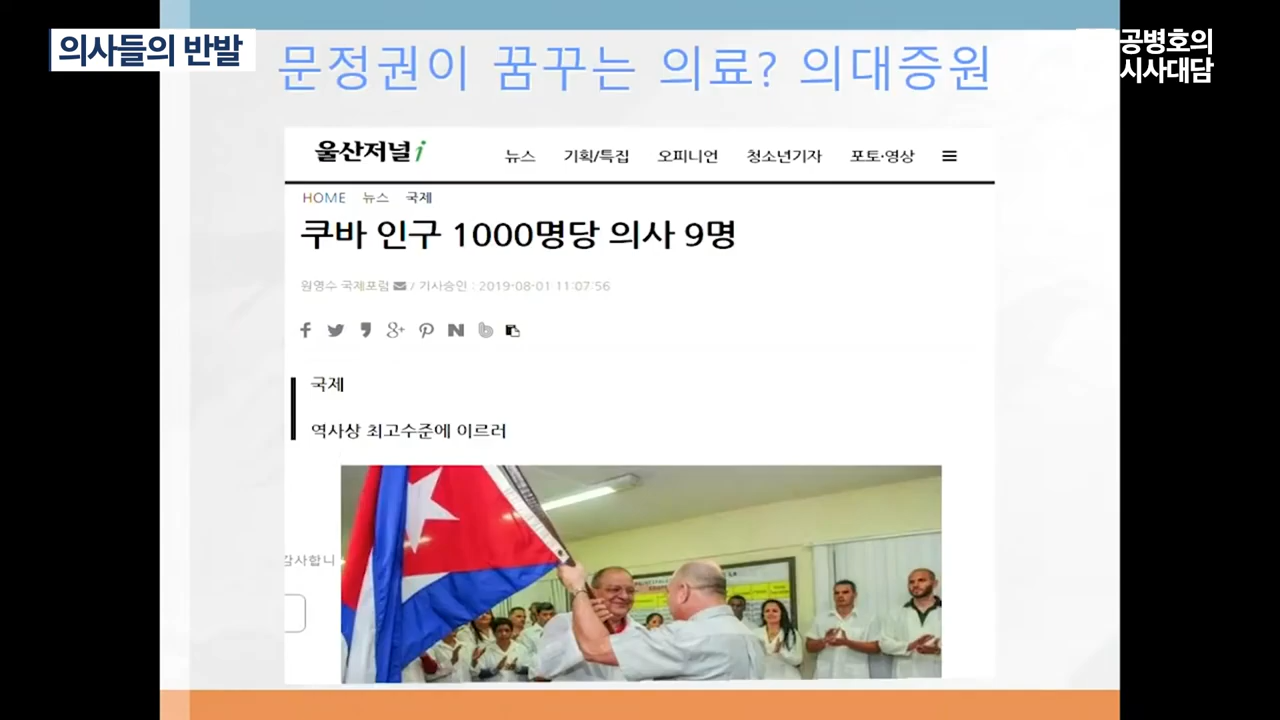 의사들의 반발
문정권이 꿈꾸는 의료? 의대증원
공병호의
시사대담
울산저널i
뉴스 기획/특집 오피니언 청소년기자 포토·영상
HOME 뉴스 국제
쿠바 인구 1000명당 의사 9명
원영수 국제포럼 / 기사승인 : 2019-08-01 11:07:56
국제
역사상 최고수준에 이르러
감사합니